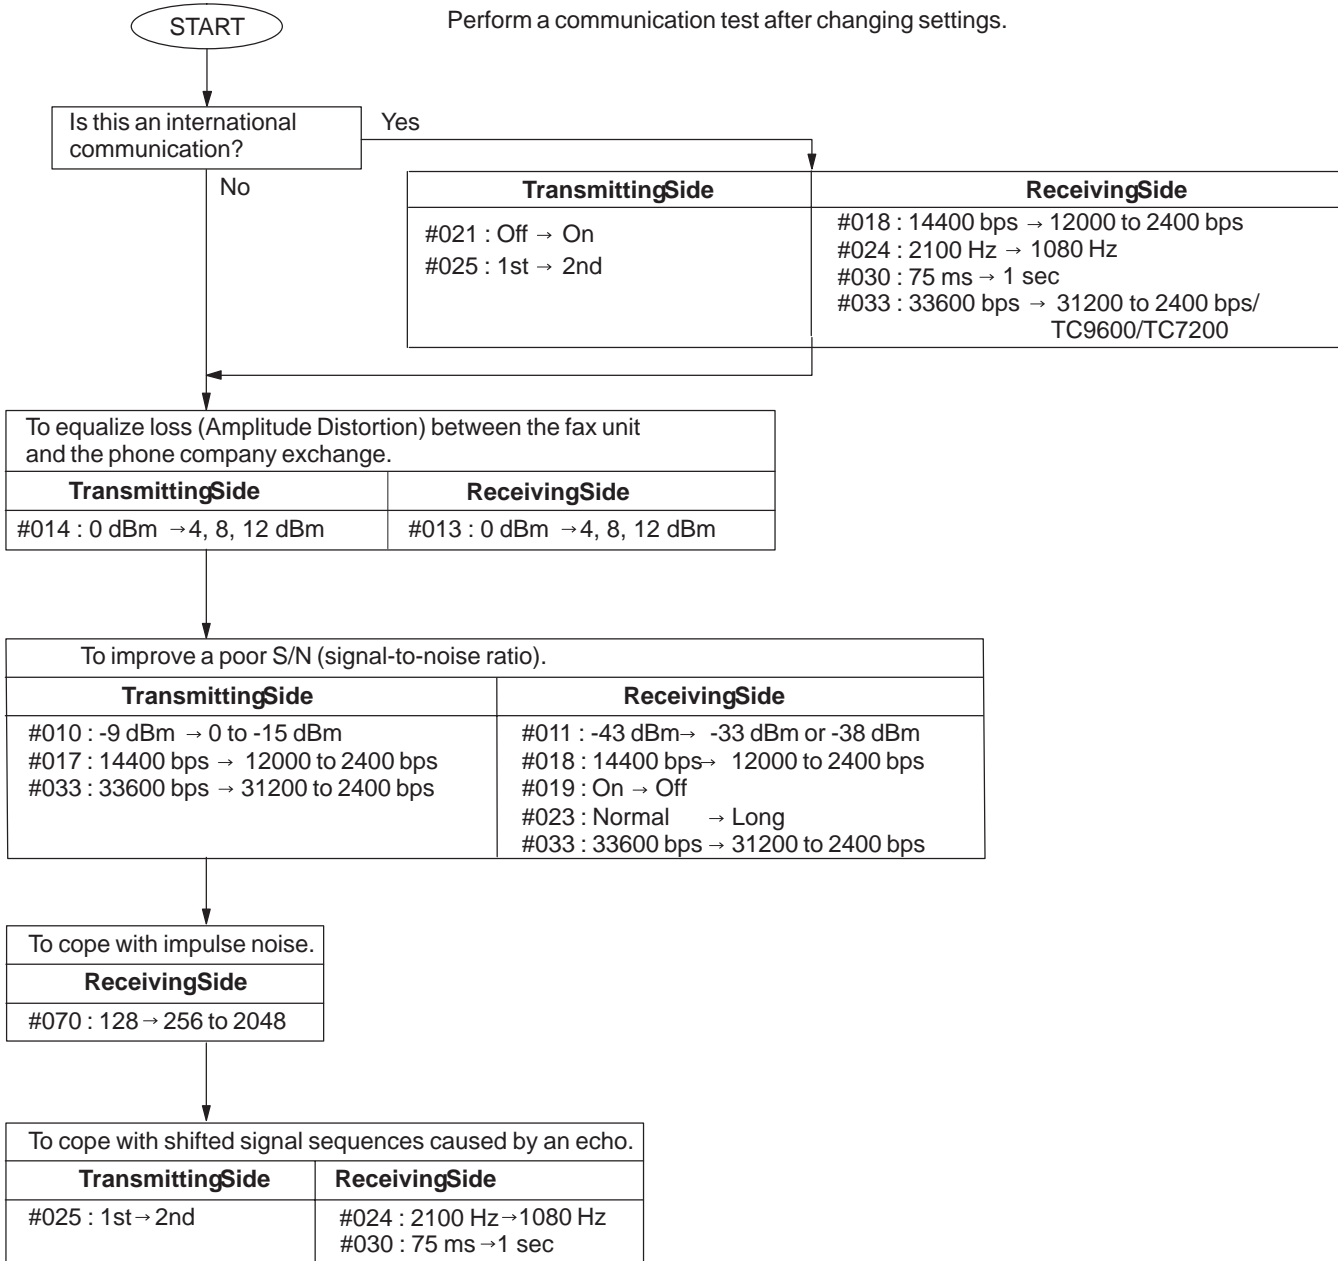 START
Perform a communication test after changing settings.
Is this an international
communication?
Yes
No
TransmittingSide
ReceivingSide
#021 : Off → On
#025 : 1st → 2nd
#018 : 14400 bps → 12000 to 2400 bps
#024 : 2100 Hz → 1080 Hz
#030 : 75 ms → 1 sec
#033 : 33600 bps → 31200 to 2400 bps/
TC9600/TC7200
To equalize loss (Amplitude Distortion) between the fax unit
and the phone company exchange.
TransmittingSide
ReceivingSide
#014 : 0 dBm → 4, 8, 12 dBm
#013 : 0 dBm → 4, 8, 12 dBm
To improve a poor S/N (signal-to-noise ratio).
TransmittingSide
ReceivingSide
#010 : -9 dBm → 0 to -15 dBm
#017 : 14400 bps → 12000 to 2400 bps
#033 : 33600 bps → 31200 to 2400 bps
#011 : -43 dBm → -33 dBm or -38 dBm
#018 : 14400 bps → 12000 to 2400 bps
#019 : On → Off
#023 : Normal → Long
#033 : 33600 bps → 31200 to 2400 bps
To cope with impulse noise.
ReceivingSide
#070 : 128 → 256 to 2048
To cope with shifted signal sequences caused by an echo.
TransmittingSide
ReceivingSide
#025 : 1st → 2nd
#024 : 2100 Hz → 1080 Hz
#030 : 75 ms → 1 sec